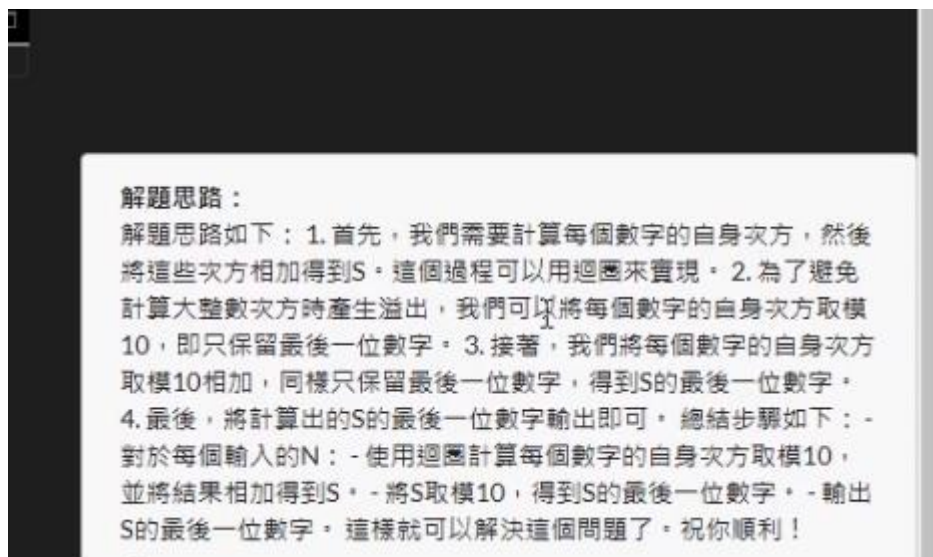 解題思路：
解題思路如下： 1. 首先，我們需要計算每個數字的自身次方，然後
將這些次方相加得到S。這個過程可以用迴圈來實現。 2. 為了避免
計算大整數次方時產生溢出，我們可以將每個數字的自身次方取模
10，即只保留最後一位數字。 3. 接著，我們將每個數字的自身次方
取模10相加，同樣只保留最後一位數字，得到S的最後一位數字。
4. 最後，將計算出的S的最後一位數字輸出即可。 總結步驟如下： -
對於每個輸入的N： - 使用迴圈計算每個數字的自身次方取模10，
並將結果相加得到S。 - 將S取模10，得到S的最後一位數字。 - 輸出
S的最後一位數字。 這樣就可以解決這個問題了。祝你順利！